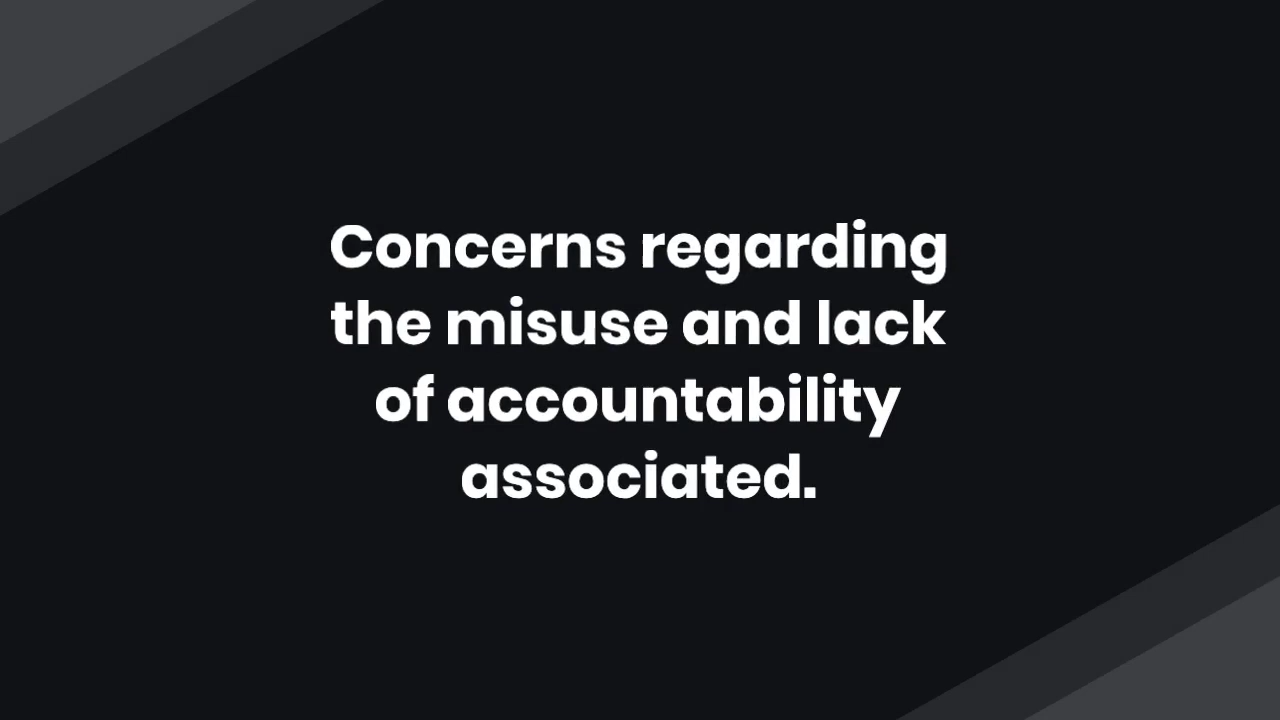 Concerns regarding
the misuse and lack
of accountability
associated.